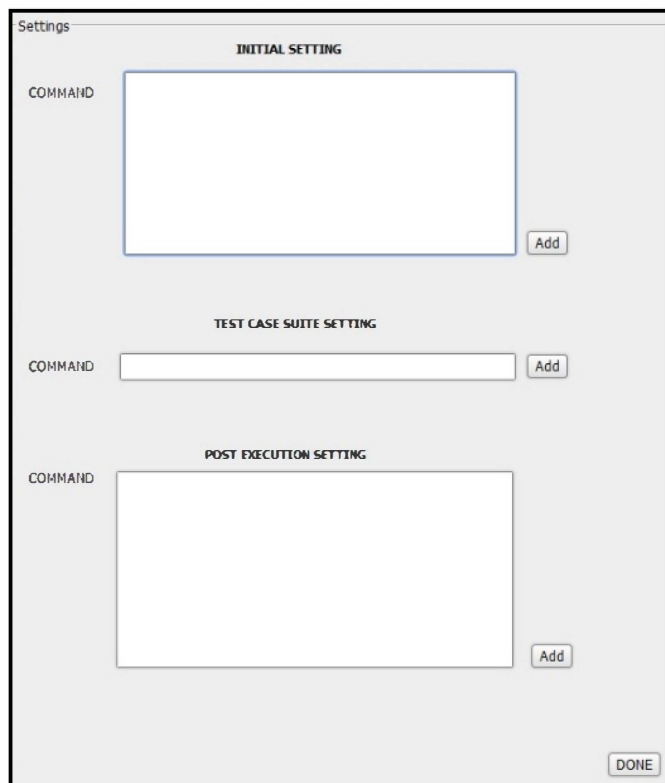 Settings
INITIAL SETTING
COMMAND
Add
TEST CASE SUITE SETTING
COMMAND
Add
POST EXECUTION SETTING
COMMAND
Add
DONE